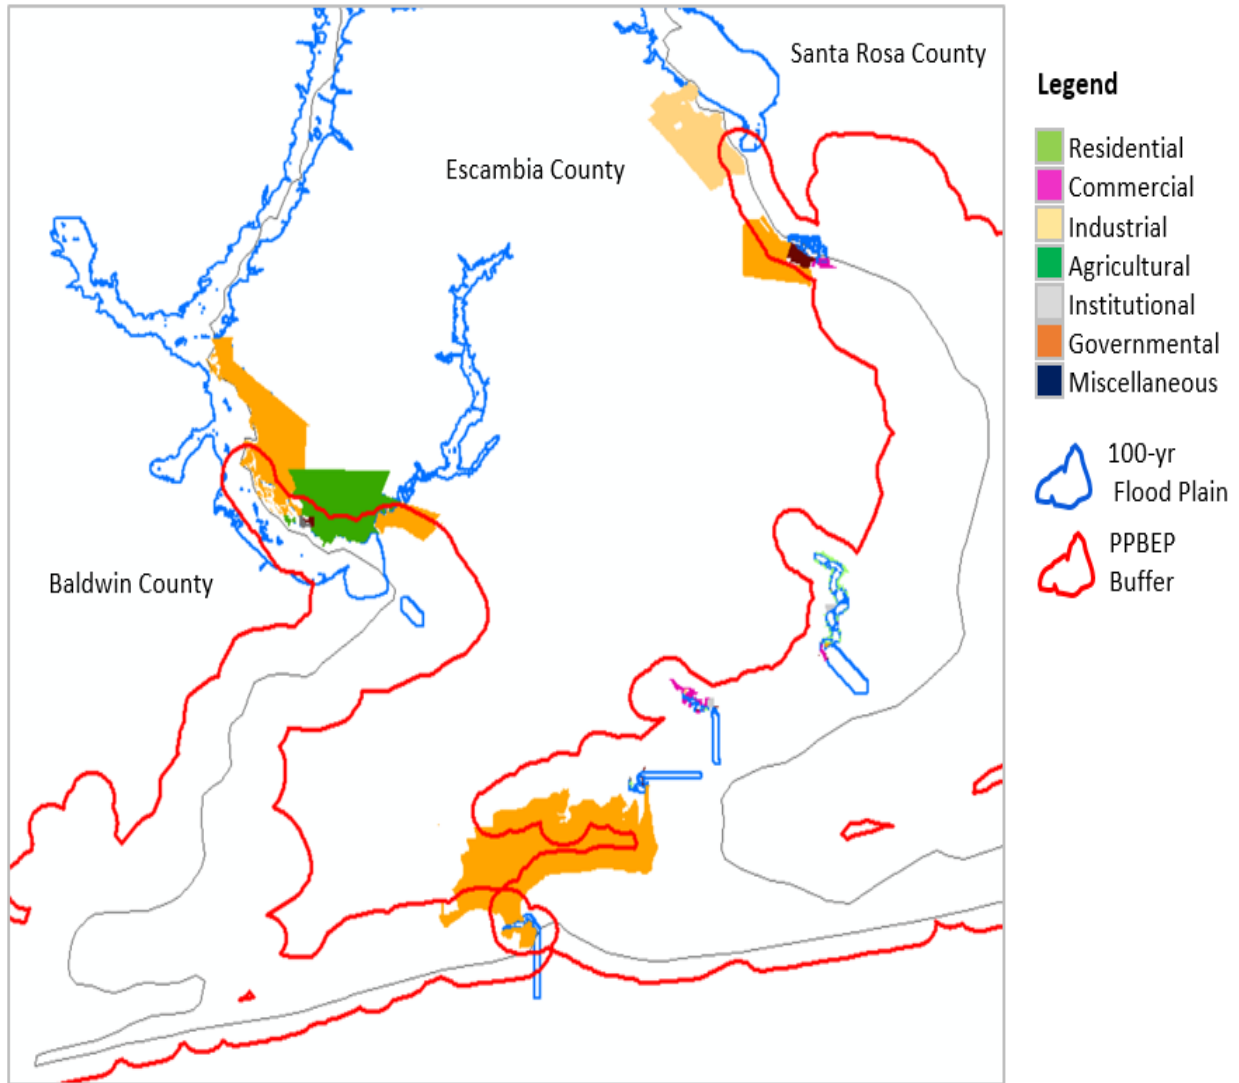 Santa Rosa County
Escambia County
Baldwin County
Legend
Residential
Commercial
Industrial
Agricultural
Institutional
Governmental
Miscellaneous
100-yr
Flood Plain
PPBEP
Buffer